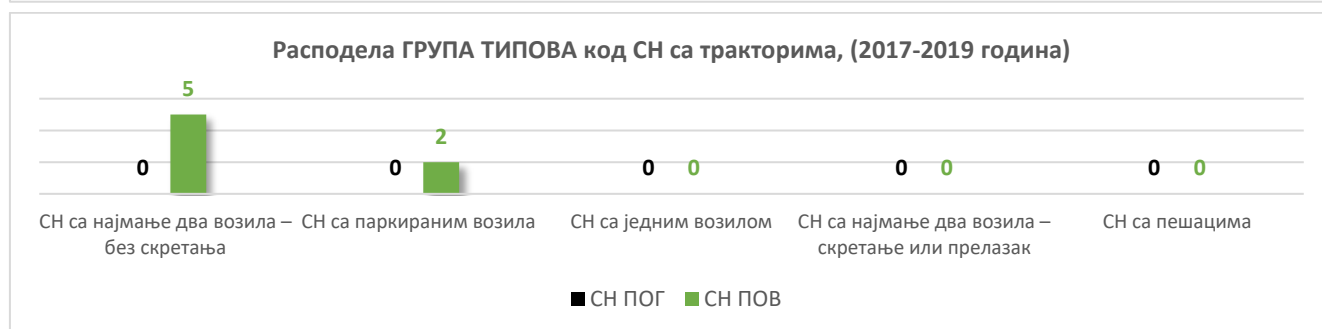 Расподела ГРУПА ТИПОВА код СН са тракторима, (2017-2019 година)
5
2
0
0 0
0 0
0 0
0
СН са најмање два возила –
без скретања
СН са паркираним возила
СН са једним возилом
СН са најмање два возила –
скретање или прелазак
СН са пешацима
СН ПОГ СН ПОВ